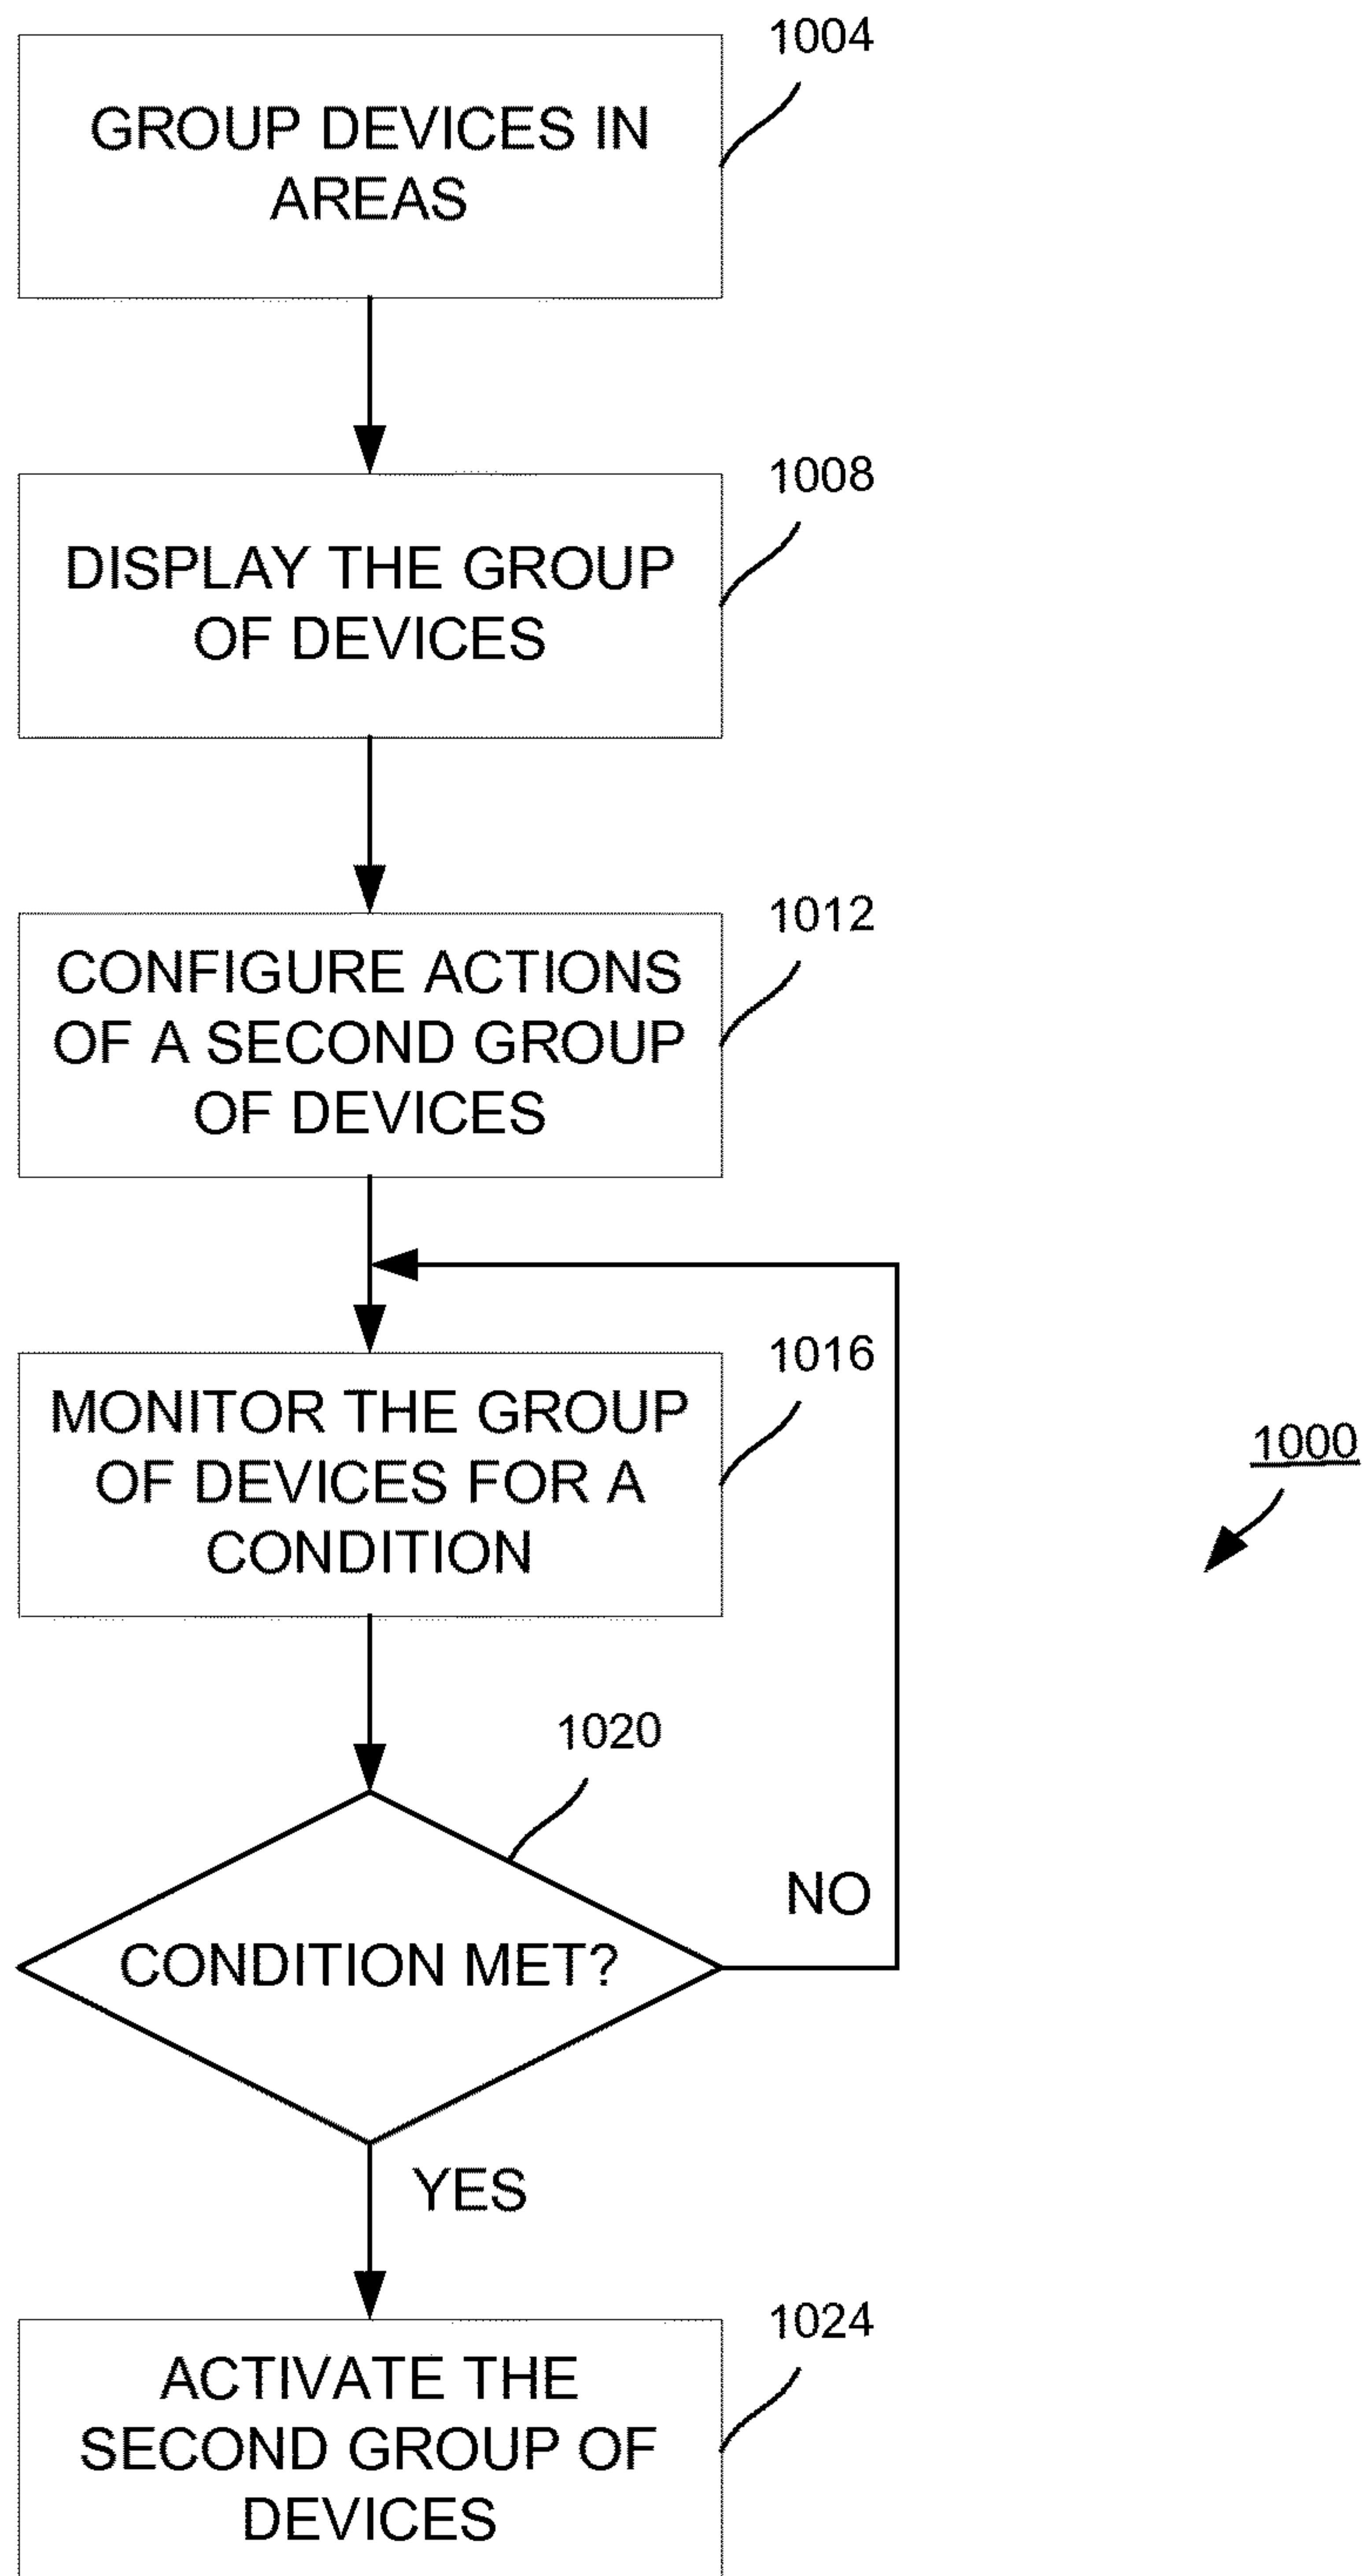 1004
GROUP DEVICES IN
AREAS
1008
DISPLAY THE GROUP
OF DEVICES
1012
CONFIGURE ACTIONS
OF A SECOND GROUP
OF DEVICES
1016
MONITOR THE GROUP
OF DEVICES FOR A
CONDITION
1000
1020
CONDITION MET?
NO
YES
1024
ACTIVATE THE
SECOND GROUP OF
DEVICES